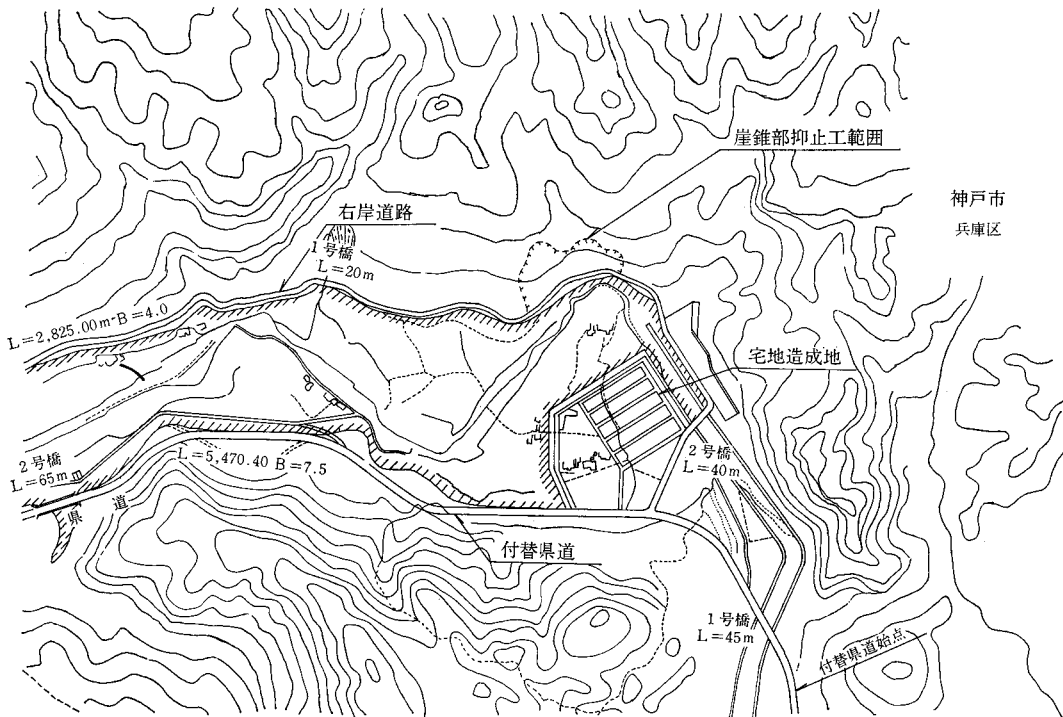 崖錐部抑止工範囲
神戸市
兵庫区
右岸道路
1号橋
L=20m
L=2,825.00m B=4.0
宅地造成地
2号橋
L=65m
L=5,470.40 B=7.5
2号橋
L=40m
県道
付替県道
1号橋
L=45m
付替県道始点